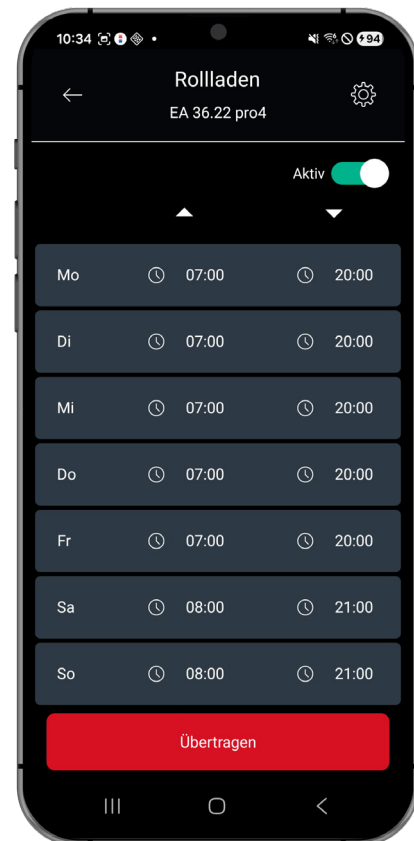 10:34 94
Rollladen
EA 36.22 pro4
Aktiv
Mo 07:00 20:00
Di 07:00 20:00
Mi 07:00 20:00
Do 07:00 20:00
Fr 07:00 20:00
Sa 08:00 21:00
So 08:00 21:00
Übertragen